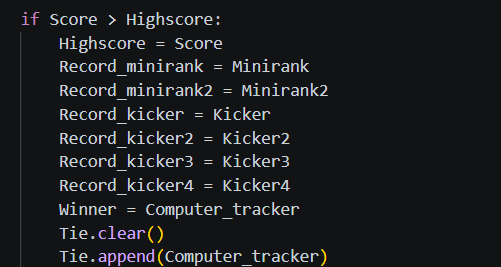 if Score > Highscore:
    Highscore = Score
    Record_minirank = Minirank
    Record_minirank2 = Minirank2
    Record_kicker = Kicker
    Record_kicker2 = Kicker2
    Record_kicker3 = Kicker3
    Record_kicker4 = Kicker4
    Winner = Computer_tracker
    Tie.clear()
    Tie.append(Computer_tracker)